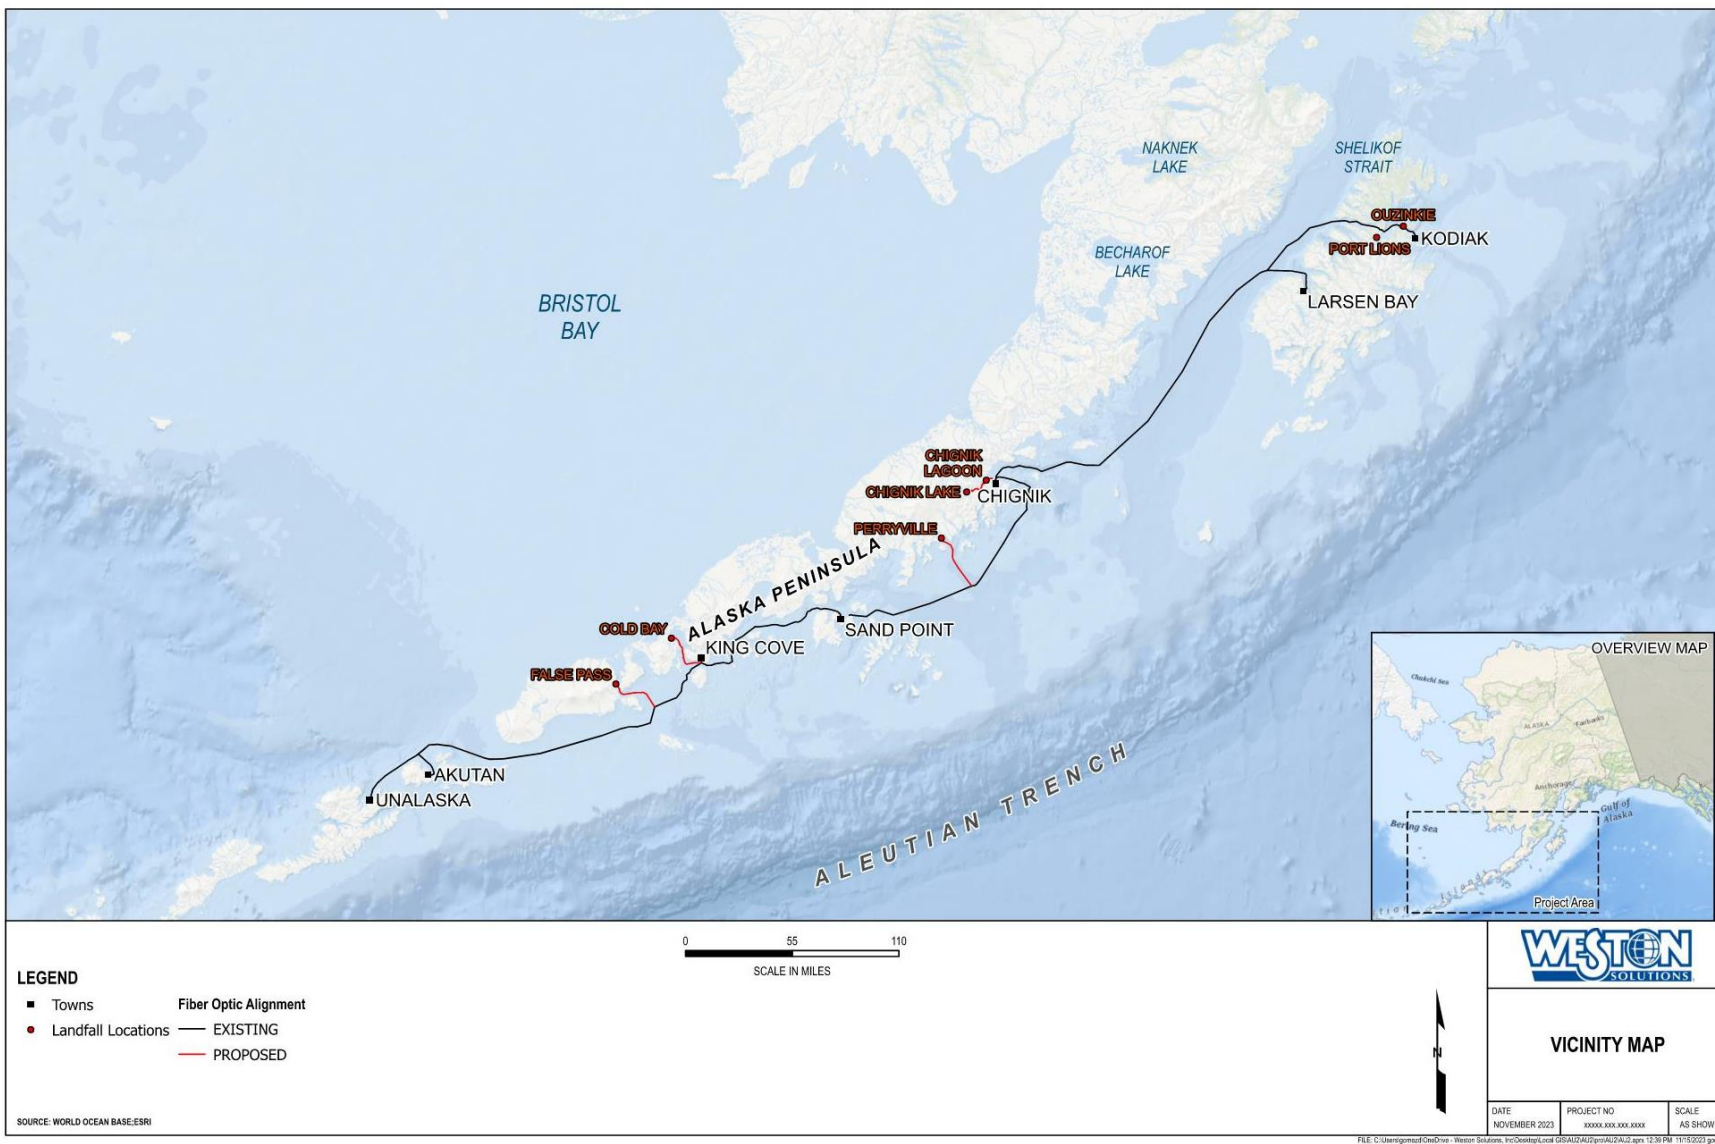 NAKNEK
LAKE
SHELIKOF
STRAIT
OUZINKIE
KODIAK
PORT LIONS
BECHAROF
LAKE
LARSEN BAY
BRISTOL
BAY
CHIGNIK
LAGOON
CHIGNIK LAKE
CHIGNIK
PERRYVILLE
ALASKA PENINSULA
COLD BAY
SAND POINT
KING COVE
FALSE PASS
AKUTAN
UNALASKA
ALEUTIAN TRENCH
OVERVIEW MAP
Chukchi Sea
ALASKA
Fairbanks
Anchorage
Gulf of
Alaska
Bering Sea
Islands
Project Area
0 55 110
SCALE IN MILES
LEGEND
Towns
Landfall Locations
Fiber Optic Alignment
EXISTING
PROPOSED
N
SOURCE: WORLD OCEAN BASE;ESRI
WESTON
SOLUTIONS
VICINITY MAP
DATE
NOVEMBER 2023
PROJECT NO
xxxxx.xxx.xxx.xxxx
SCALE
AS SHOW